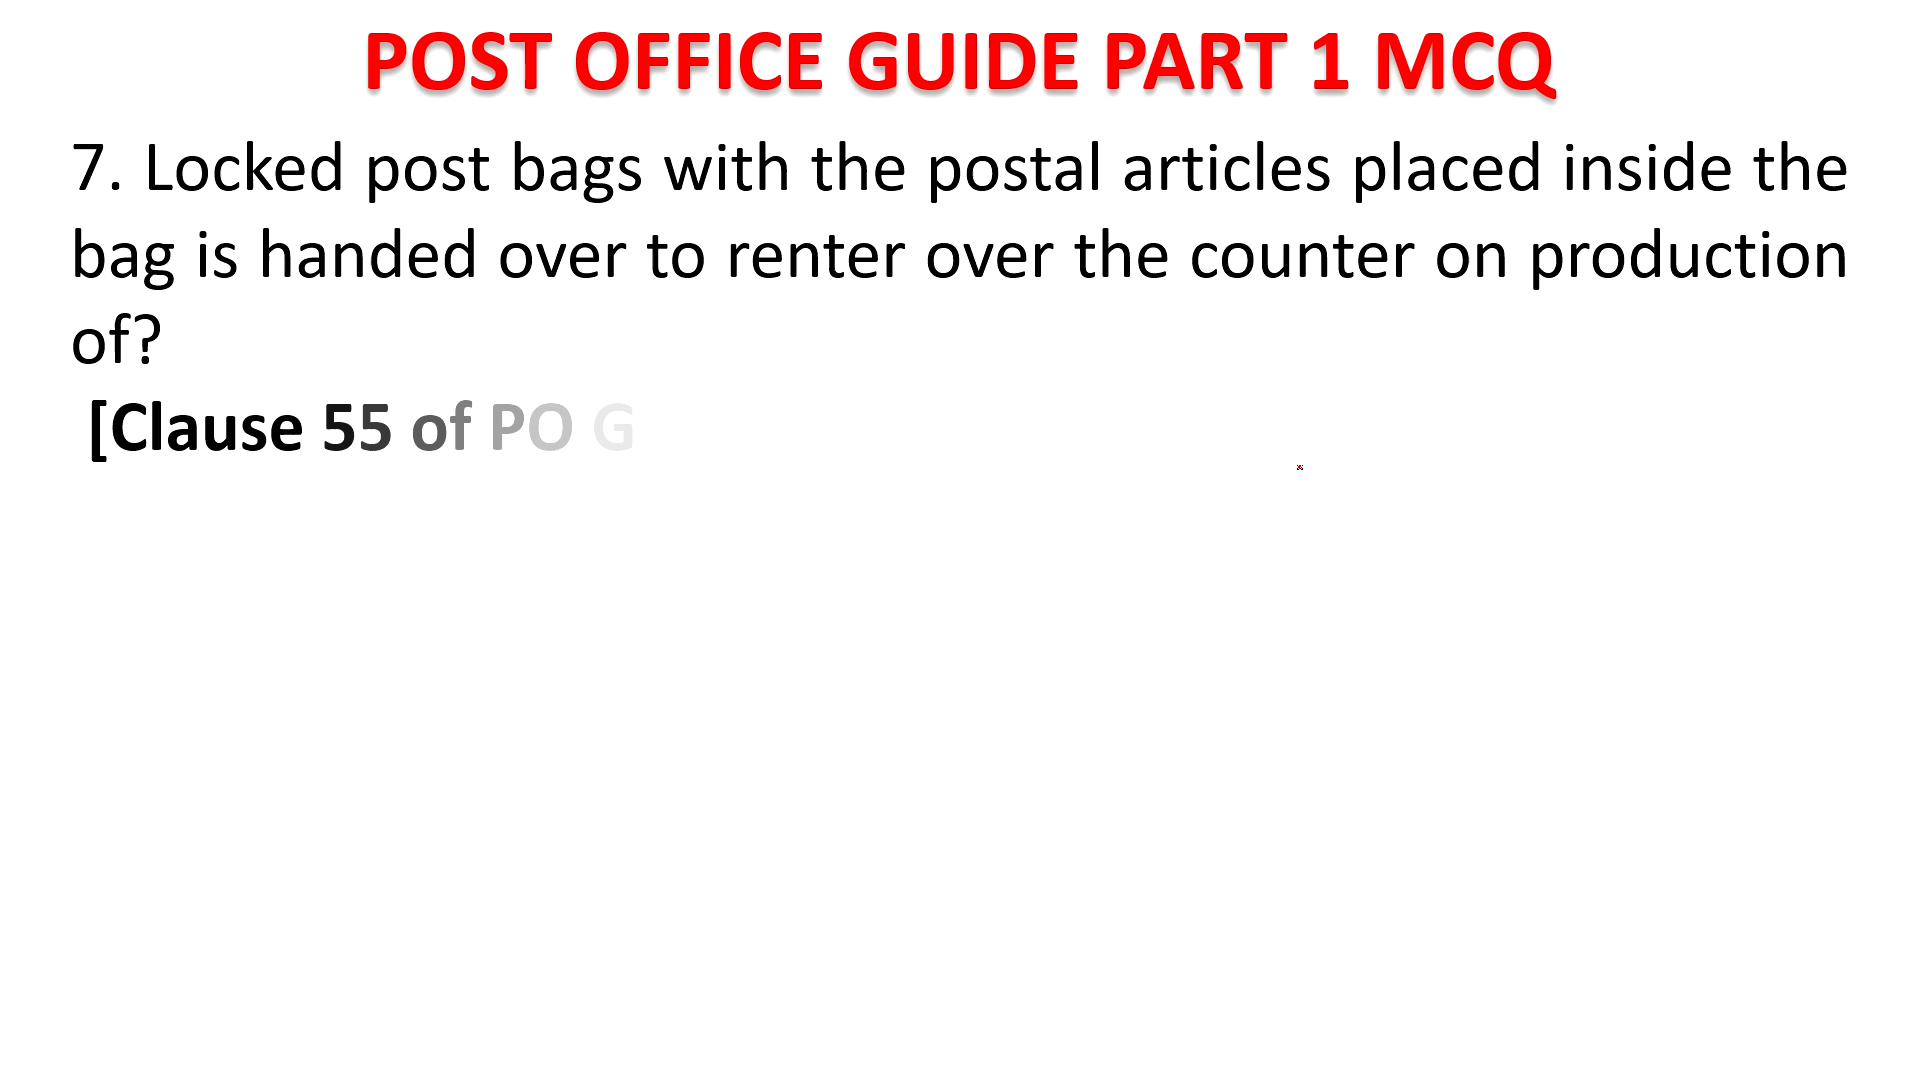 POST OFFICE GUIDE PART 1 MCQ
7. Locked post bags with the postal articles placed inside the
bag is handed over to renter over the counter on production
of?
[Clause 55 of PO G